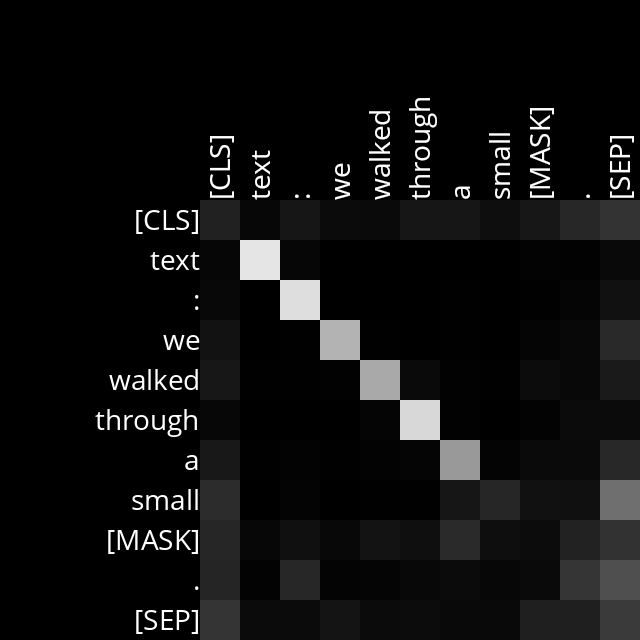 [CLS] text : we walked through a small [MASK] . [SEP]
[CLS]
text
:
we
walked
through
a
small
[MASK]
.
[SEP]